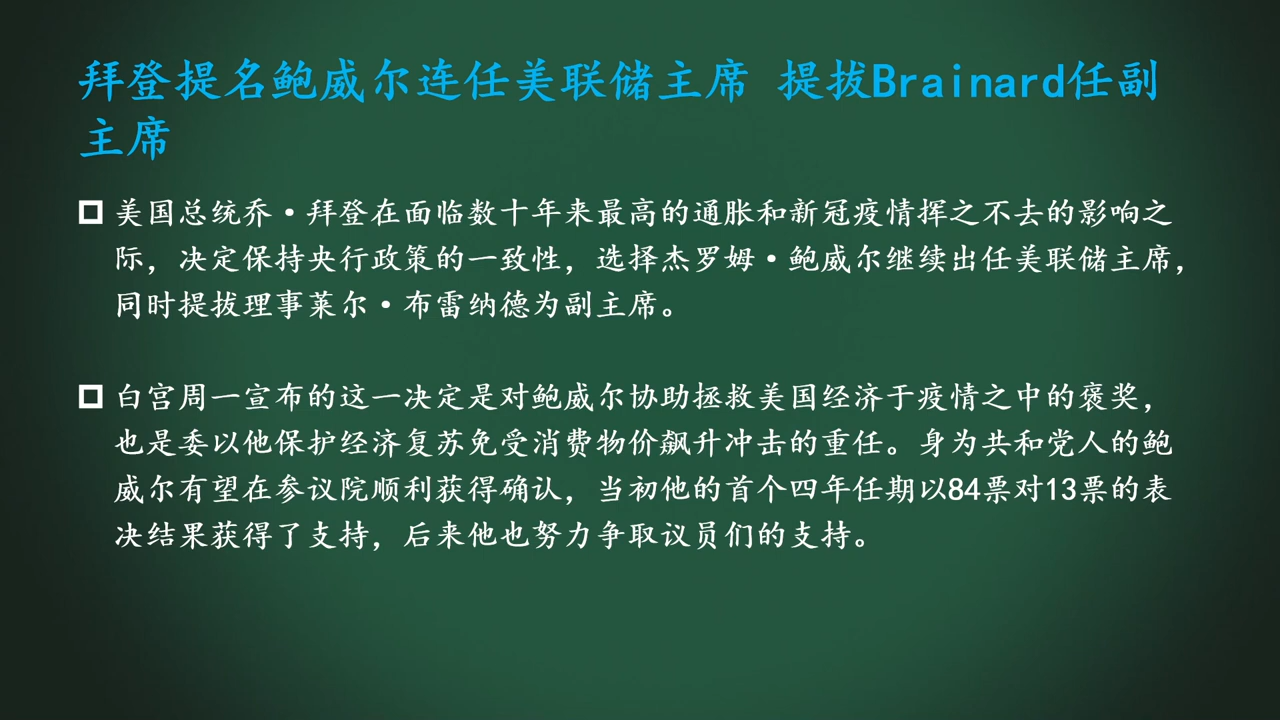 拜登提名鲍威尔连任美联储主席 提拔Brainard任副
主席
美国总统乔·拜登在面临数十年来最高的通胀和新冠疫情挥之不去的影响之
际，决定保持央行政策的一致性，选择杰罗姆·鲍威尔继续出任美联储主席，
同时提拔理事莱尔·布雷纳德为副主席。
白宫周一宣布的这一决定是对鲍威尔协助拯救美国经济于疫情之中的褒奖，
也是委以他保护经济复苏免受消费物价飙升冲击的重任。身为共和党人的鲍
威尔有望在参议院顺利获得确认，当初他的首个四年任期以84票对13票的表
决结果获得了支持，后来他也努力争取议员们的支持。